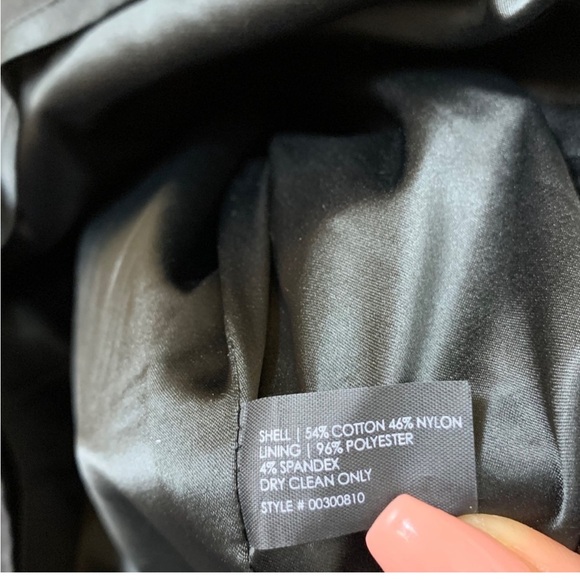 SHELL | 54% COTTON 46% NYLON
LINING | 96% POLYESTER
4% SPANDEX
DRY CLEAN ONLY
STYLE # 00300810